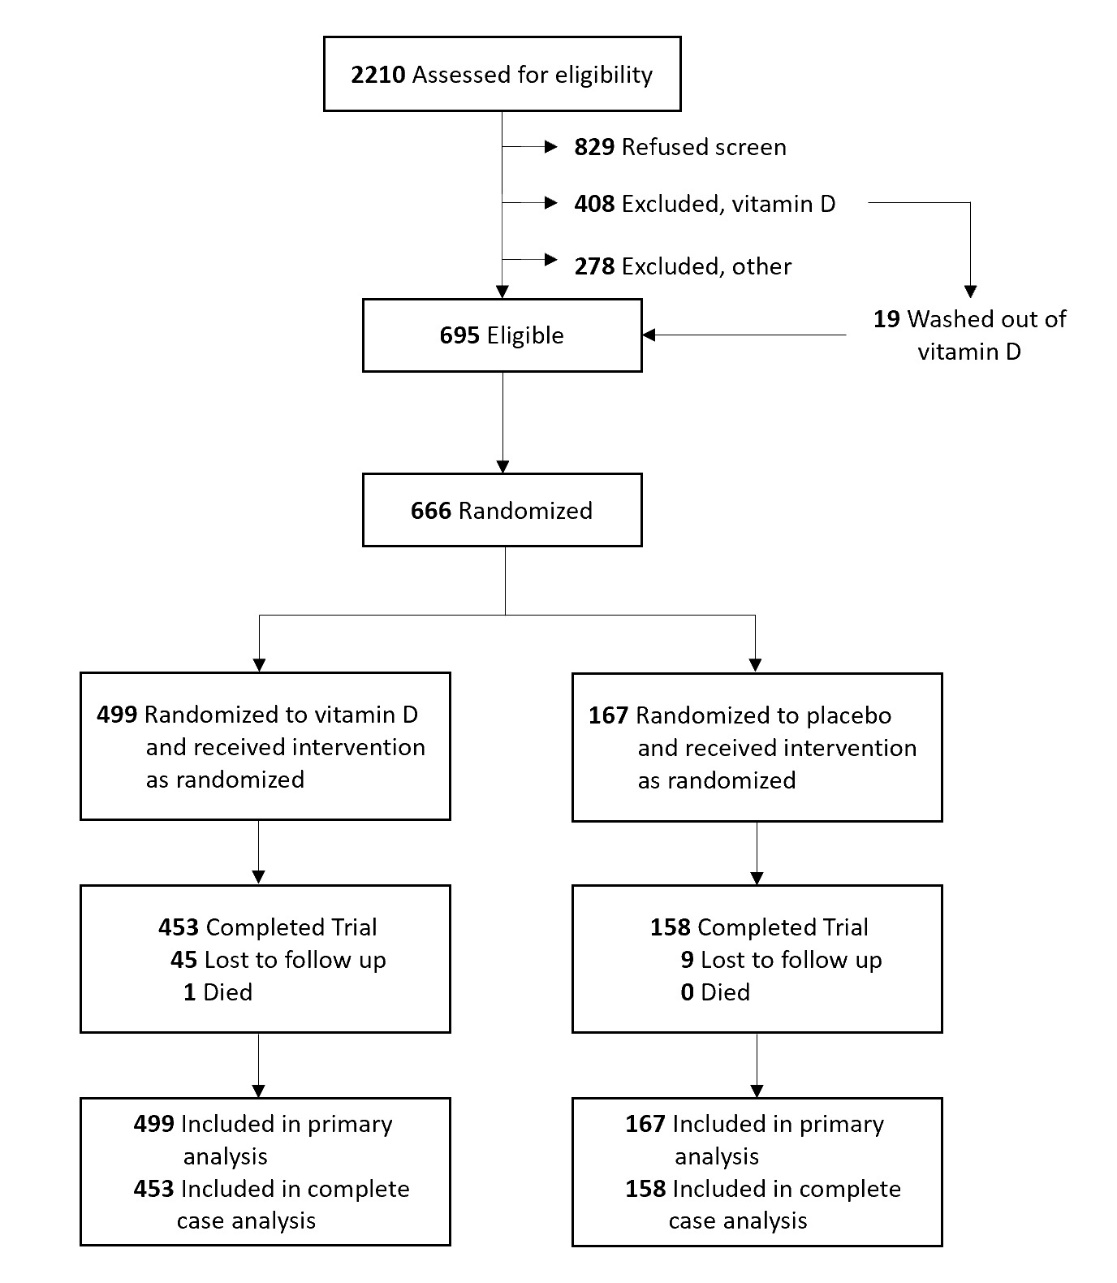 2210 Assessed for eligibility
829 Refused screen
408 Excluded, vitamin D
278 Excluded, other
19 Washed out of
vitamin D
695 Eligible
666 Randomized
499 Randomized to vitamin D
and received intervention
as randomized
167 Randomized to placebo
and received intervention
as randomized
453 Completed Trial
45 Lost to follow up
1 Died
158 Completed Trial
9 Lost to follow up
0 Died
499 Included in primary
analysis
453 Included in complete
case analysis
167 Included in primary
analysis
158 Included in complete
case analysis